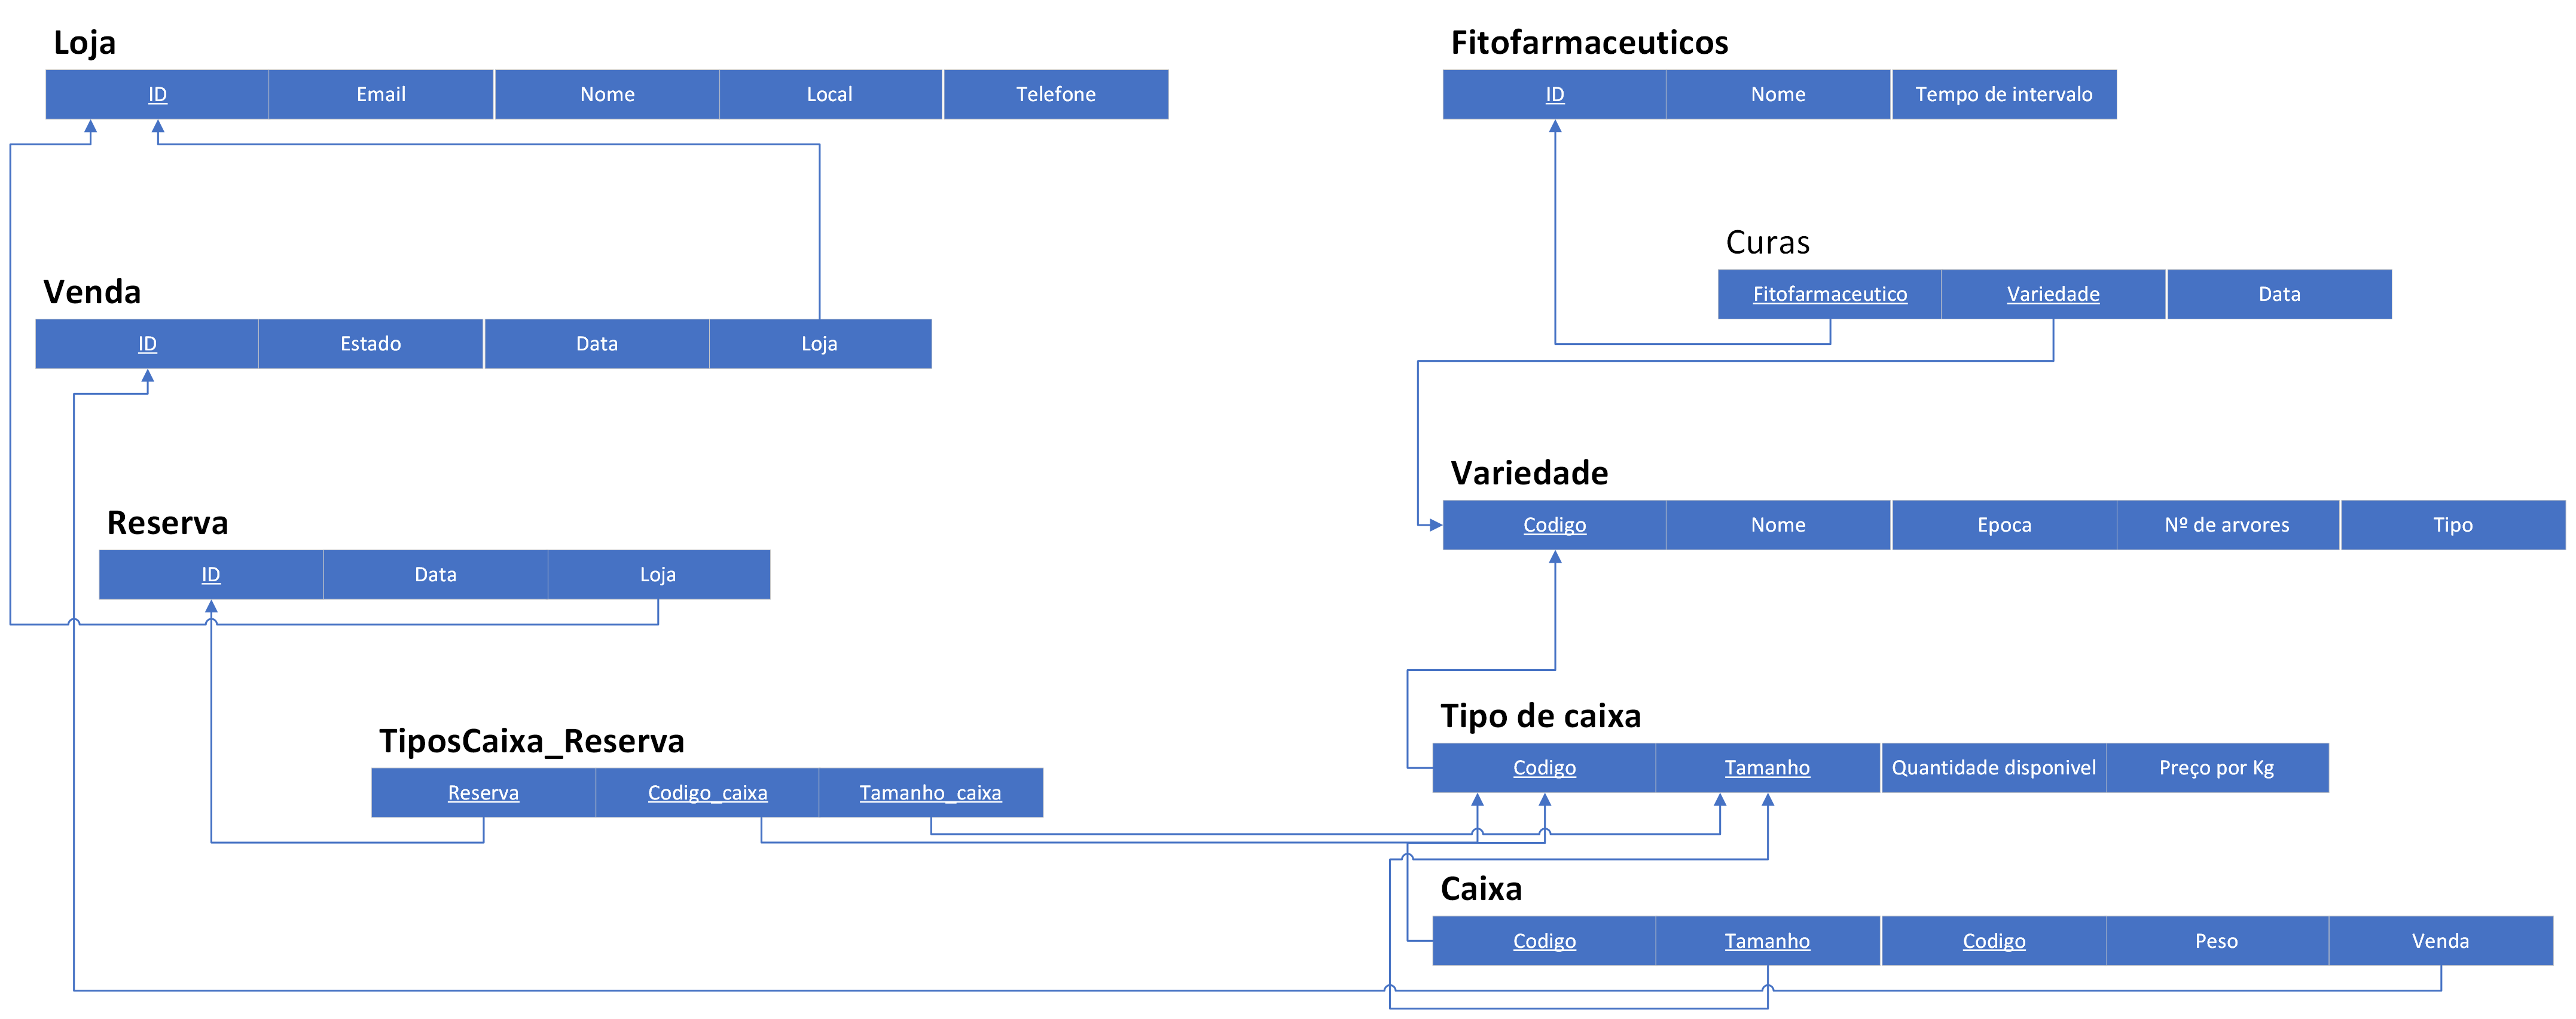 Loja
ID Email Nome Local Telefone
Venda
ID Estado Data Loja
Reserva
ID Data Loja
TiposCaixa_Reserva
Reserva Codigo_caixa Tamanho_caixa
Fitofarmaceuticos
ID Nome Tempo de intervalo
Curas
Fitofarmaceutico Variedade Data
Variedade
Codigo Nome Epoca Nº de arvores Tipo
Tipo de caixa
Codigo Tamanho Quantidade disponivel Preço por Kg
Caixa
Codigo Tamanho Codigo Peso Venda